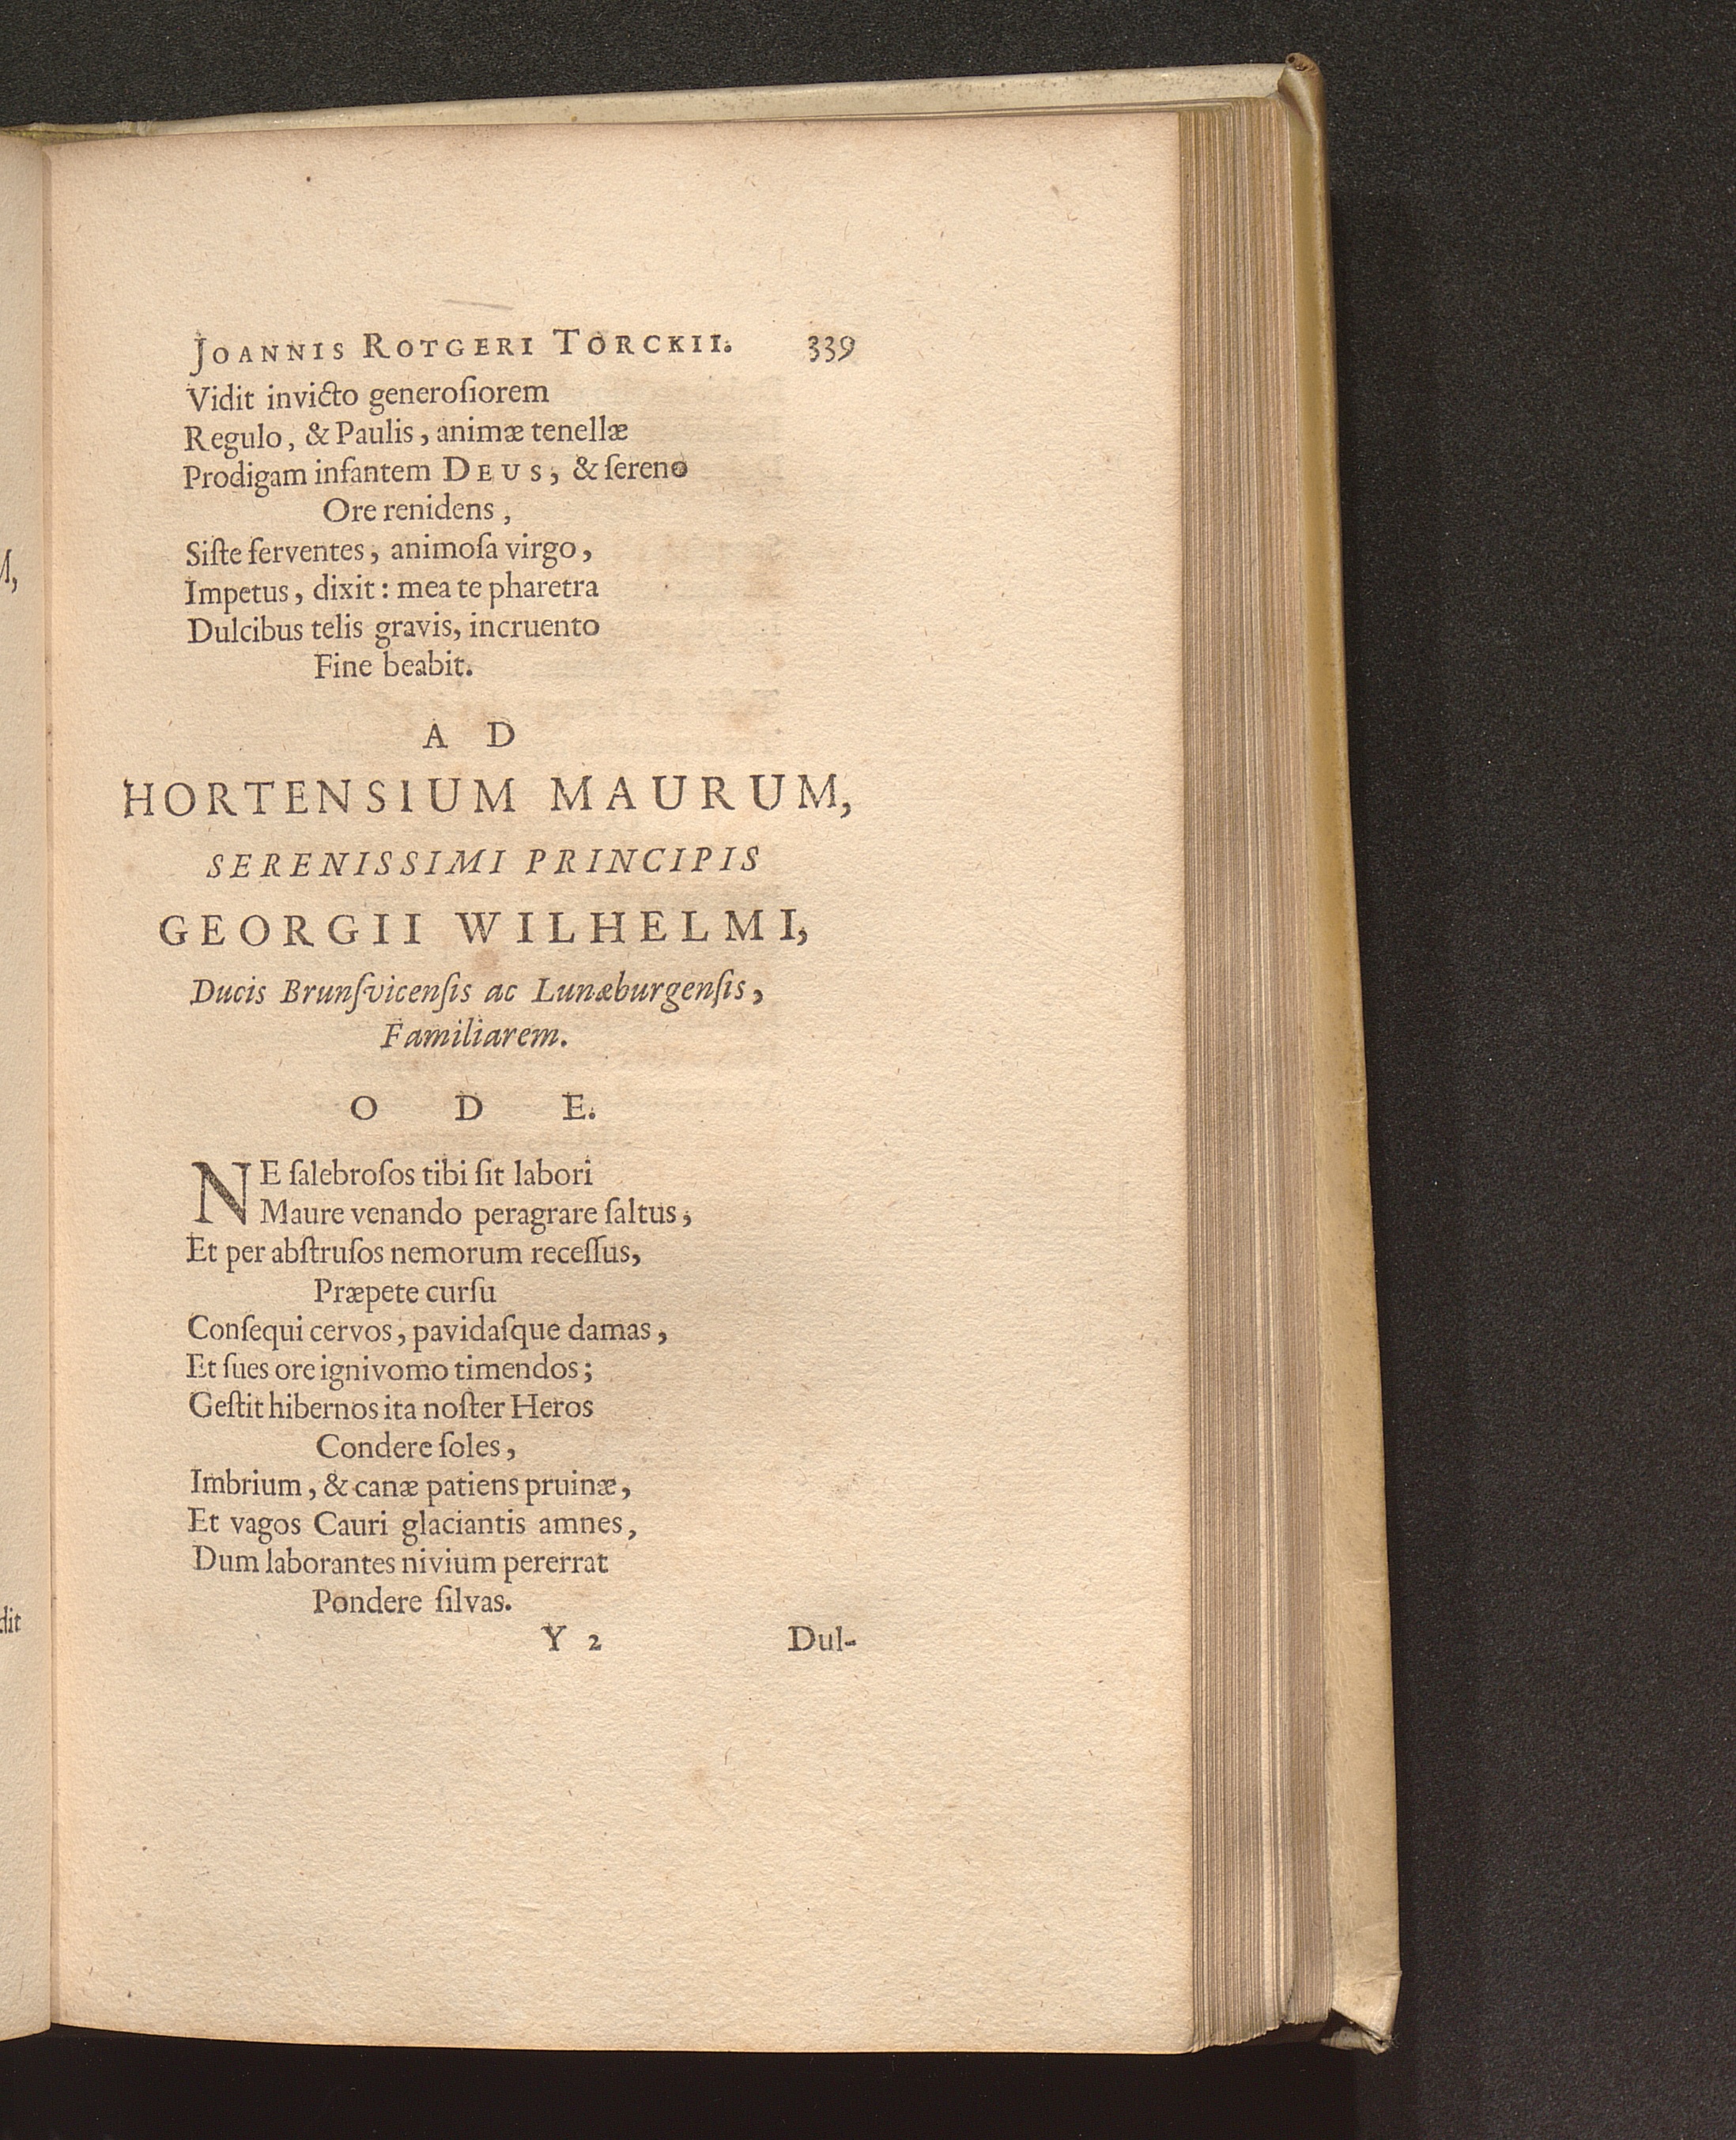 JOANNIS ROTGERI TORCKII. 339
Vidit invicto generoſiorem
Regulo, & Paulis, animæ tenellæ
Prodigam infantem DEUS, & ſereno
Ore renidens,
Siſte ferventes, animoſa virgo,
Impetus, dixit: mea te pharetra
Dulcibus telis gravis, incruento
Fine beabit.
A D
HORTENSIUM MAURUM,
SERENISSIMI PRINCIPIS
GEORGII WILHELMI,
Ducis Brunſvicenſis ac Lunæburgenſis,
Familiarem.
O D E.
NE ſalebroſos tibi ſit labori
Maure venando peragrare ſaltus,
Et per abſtruſos nemorum receſſus,
Præpete curſu
Conſequi cervos, pavidaſque damas,
Et ſues ore ignivomo timendos;
Geſtit hibernos ita noſter Heros
Condere ſoles,
Imbrium, & canæ patiens pruinæ,
Et vagos Cauri glaciantis amnes,
Dum laborantes nivium pererrat
Pondere ſilvas.
Y 2 Dul-